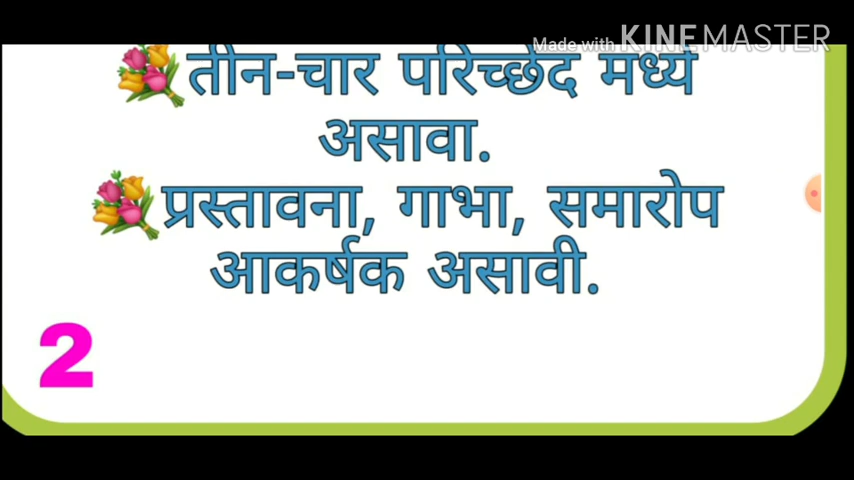 Made with KINEMASTER
तीन-चार परिच्छेद मध्ये
असावा.
प्रस्तावना, गाभा, समारोप
आकर्षक असावी.
2